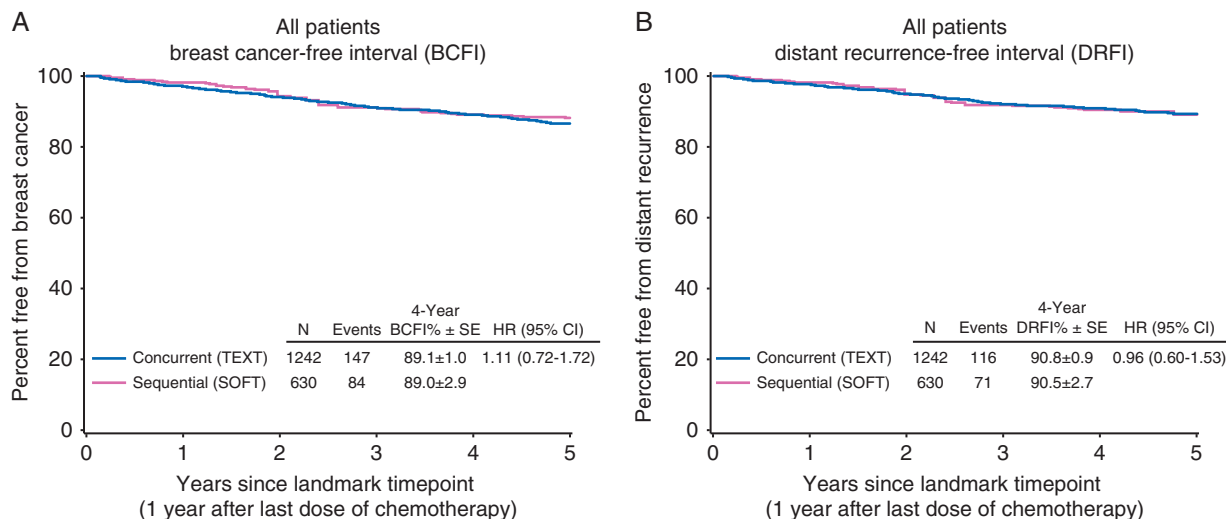 A
All patients
breast cancer-free interval (BCFI)
Percent free from breast cancer
100
80
60
40
20
0
4-Year
N Events BCFI% ± SE HR (95% CI)
Concurrent (TEXT) 1242 147 89.1±1.0 1.11 (0.72-1.72)
Sequential (SOFT) 630 84 89.0±2.9
0 1 2 3 4 5
Years since landmark timepoint
(1 year after last dose of chemotherapy)
B
All patients
distant recurrence-free interval (DRFI)
Percent free from distant recurrence
100
80
60
40
20
0
4-Year
N Events DRFI% ± SE HR (95% CI)
Concurrent (TEXT) 1242 116 90.8±0.9 0.96 (0.60-1.53)
Sequential (SOFT) 630 71 90.5±2.7
0 1 2 3 4 5
Years since landmark timepoint
(1 year after last dose of chemotherapy)